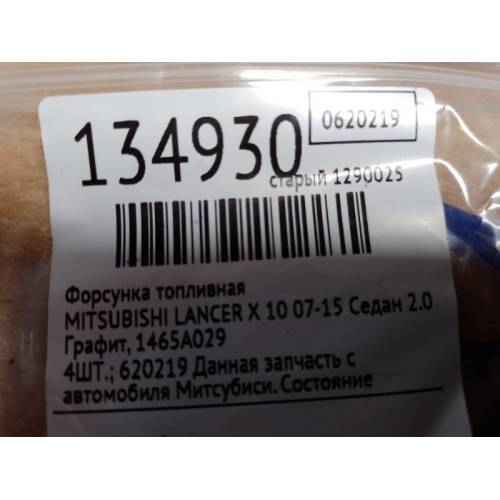 0620219
134930
старый 1290025
Форсунка топливная
MITSUBISHI LANCER X 10 07-15 Седан 2.0
Графит, 1465A029
4ШТ.; 620219 Данная запчасть с
автомобиля Митсубиси. Состояние